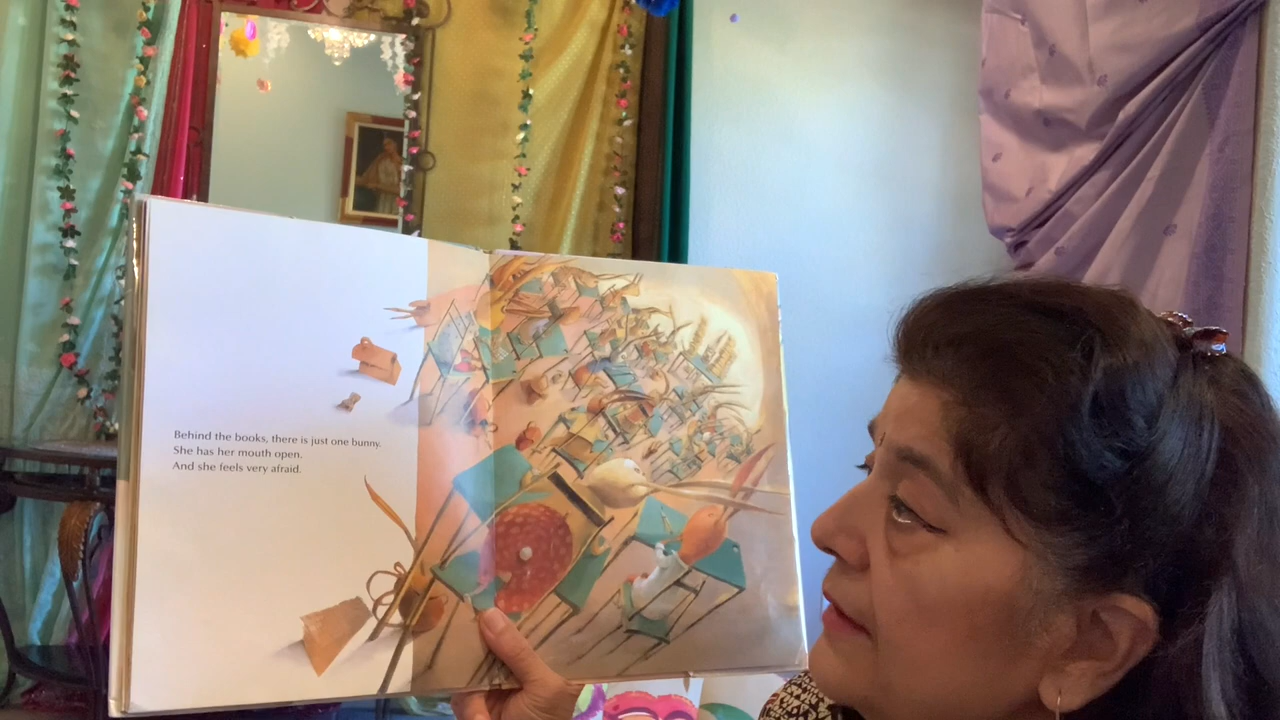 Behind the books, there is just one bunny.
She has her mouth open.
And she feels very afraid.